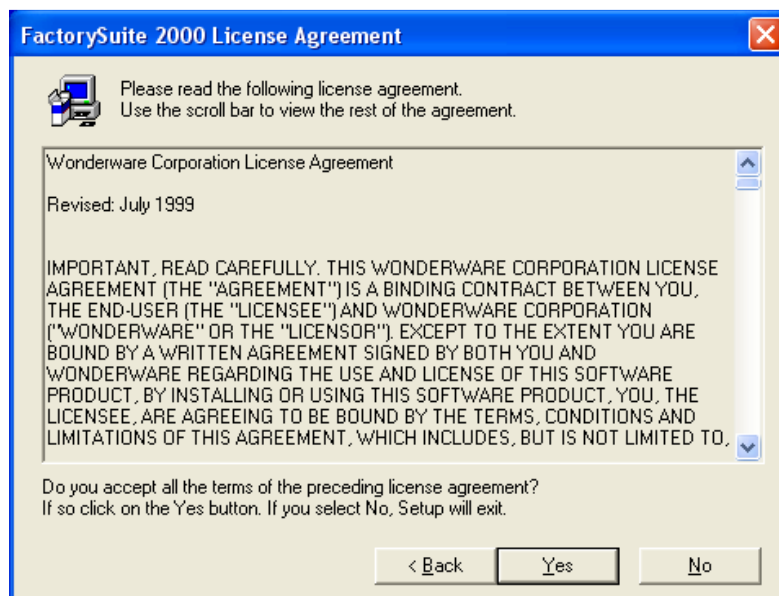 FactorySuite 2000 License Agreement
Please read the following license agreement.
Use the scroll bar to view the rest of the agreement.
Wonderware Corporation License Agreement
Revised: July 1999
IMPORTANT, READ CAREFULLY. THIS WONDERWARE CORPORATION LICENSE
AGREEMENT (THE "AGREEMENT") IS A BINDING CONTRACT BETWEEN YOU,
THE END-USER (THE "LICENSEE") AND WONDERWARE CORPORATION
("WONDERWARE" OR THE "LICENSOR"). EXCEPT TO THE EXTENT YOU ARE
BOUND BY A WRITTEN AGREEMENT SIGNED BY BOTH YOU AND
WONDERWARE REGARDING THE USE AND LICENSE OF THIS SOFTWARE
PRODUCT, BY INSTALLING OR USING THIS SOFTWARE PRODUCT, YOU, THE
LICENSEE, ARE AGREEING TO BE BOUND BY THE TERMS, CONDITIONS AND
LIMITATIONS OF THIS AGREEMENT, WHICH INCLUDES, BUT IS NOT LIMITED TO,
Do you accept all the terms of the preceding license agreement?
If so click on the Yes button. If you select No, Setup will exit.
< Back Yes No